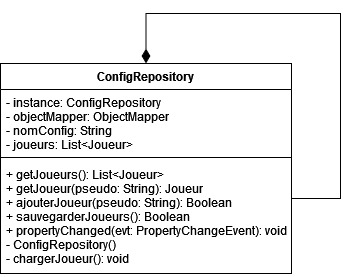 ConfigRepository
- instance: ConfigRepository
- objectMapper: ObjectMapper
- nomConfig: String
- joueurs: List<Joueur>
+ getJoueurs(): List<Joueur>
+ getJoueur(pseudo: String): Joueur
+ ajouterJoueur(pseudo: String): Boolean
+ sauvegarderJoueurs(): Boolean
+ propertyChanged(evt: PropertyChangeEvent): void
- ConfigRepository()
- chargerJoueur(): void